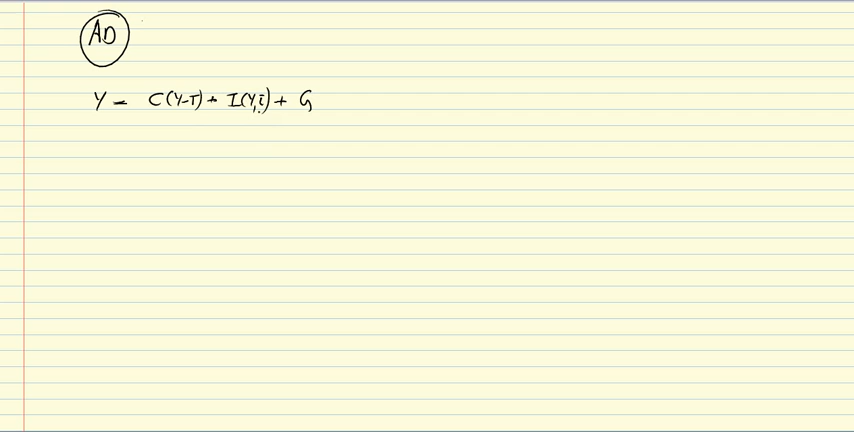 AD
Y = C(Y-T) + I(Y,i) + G